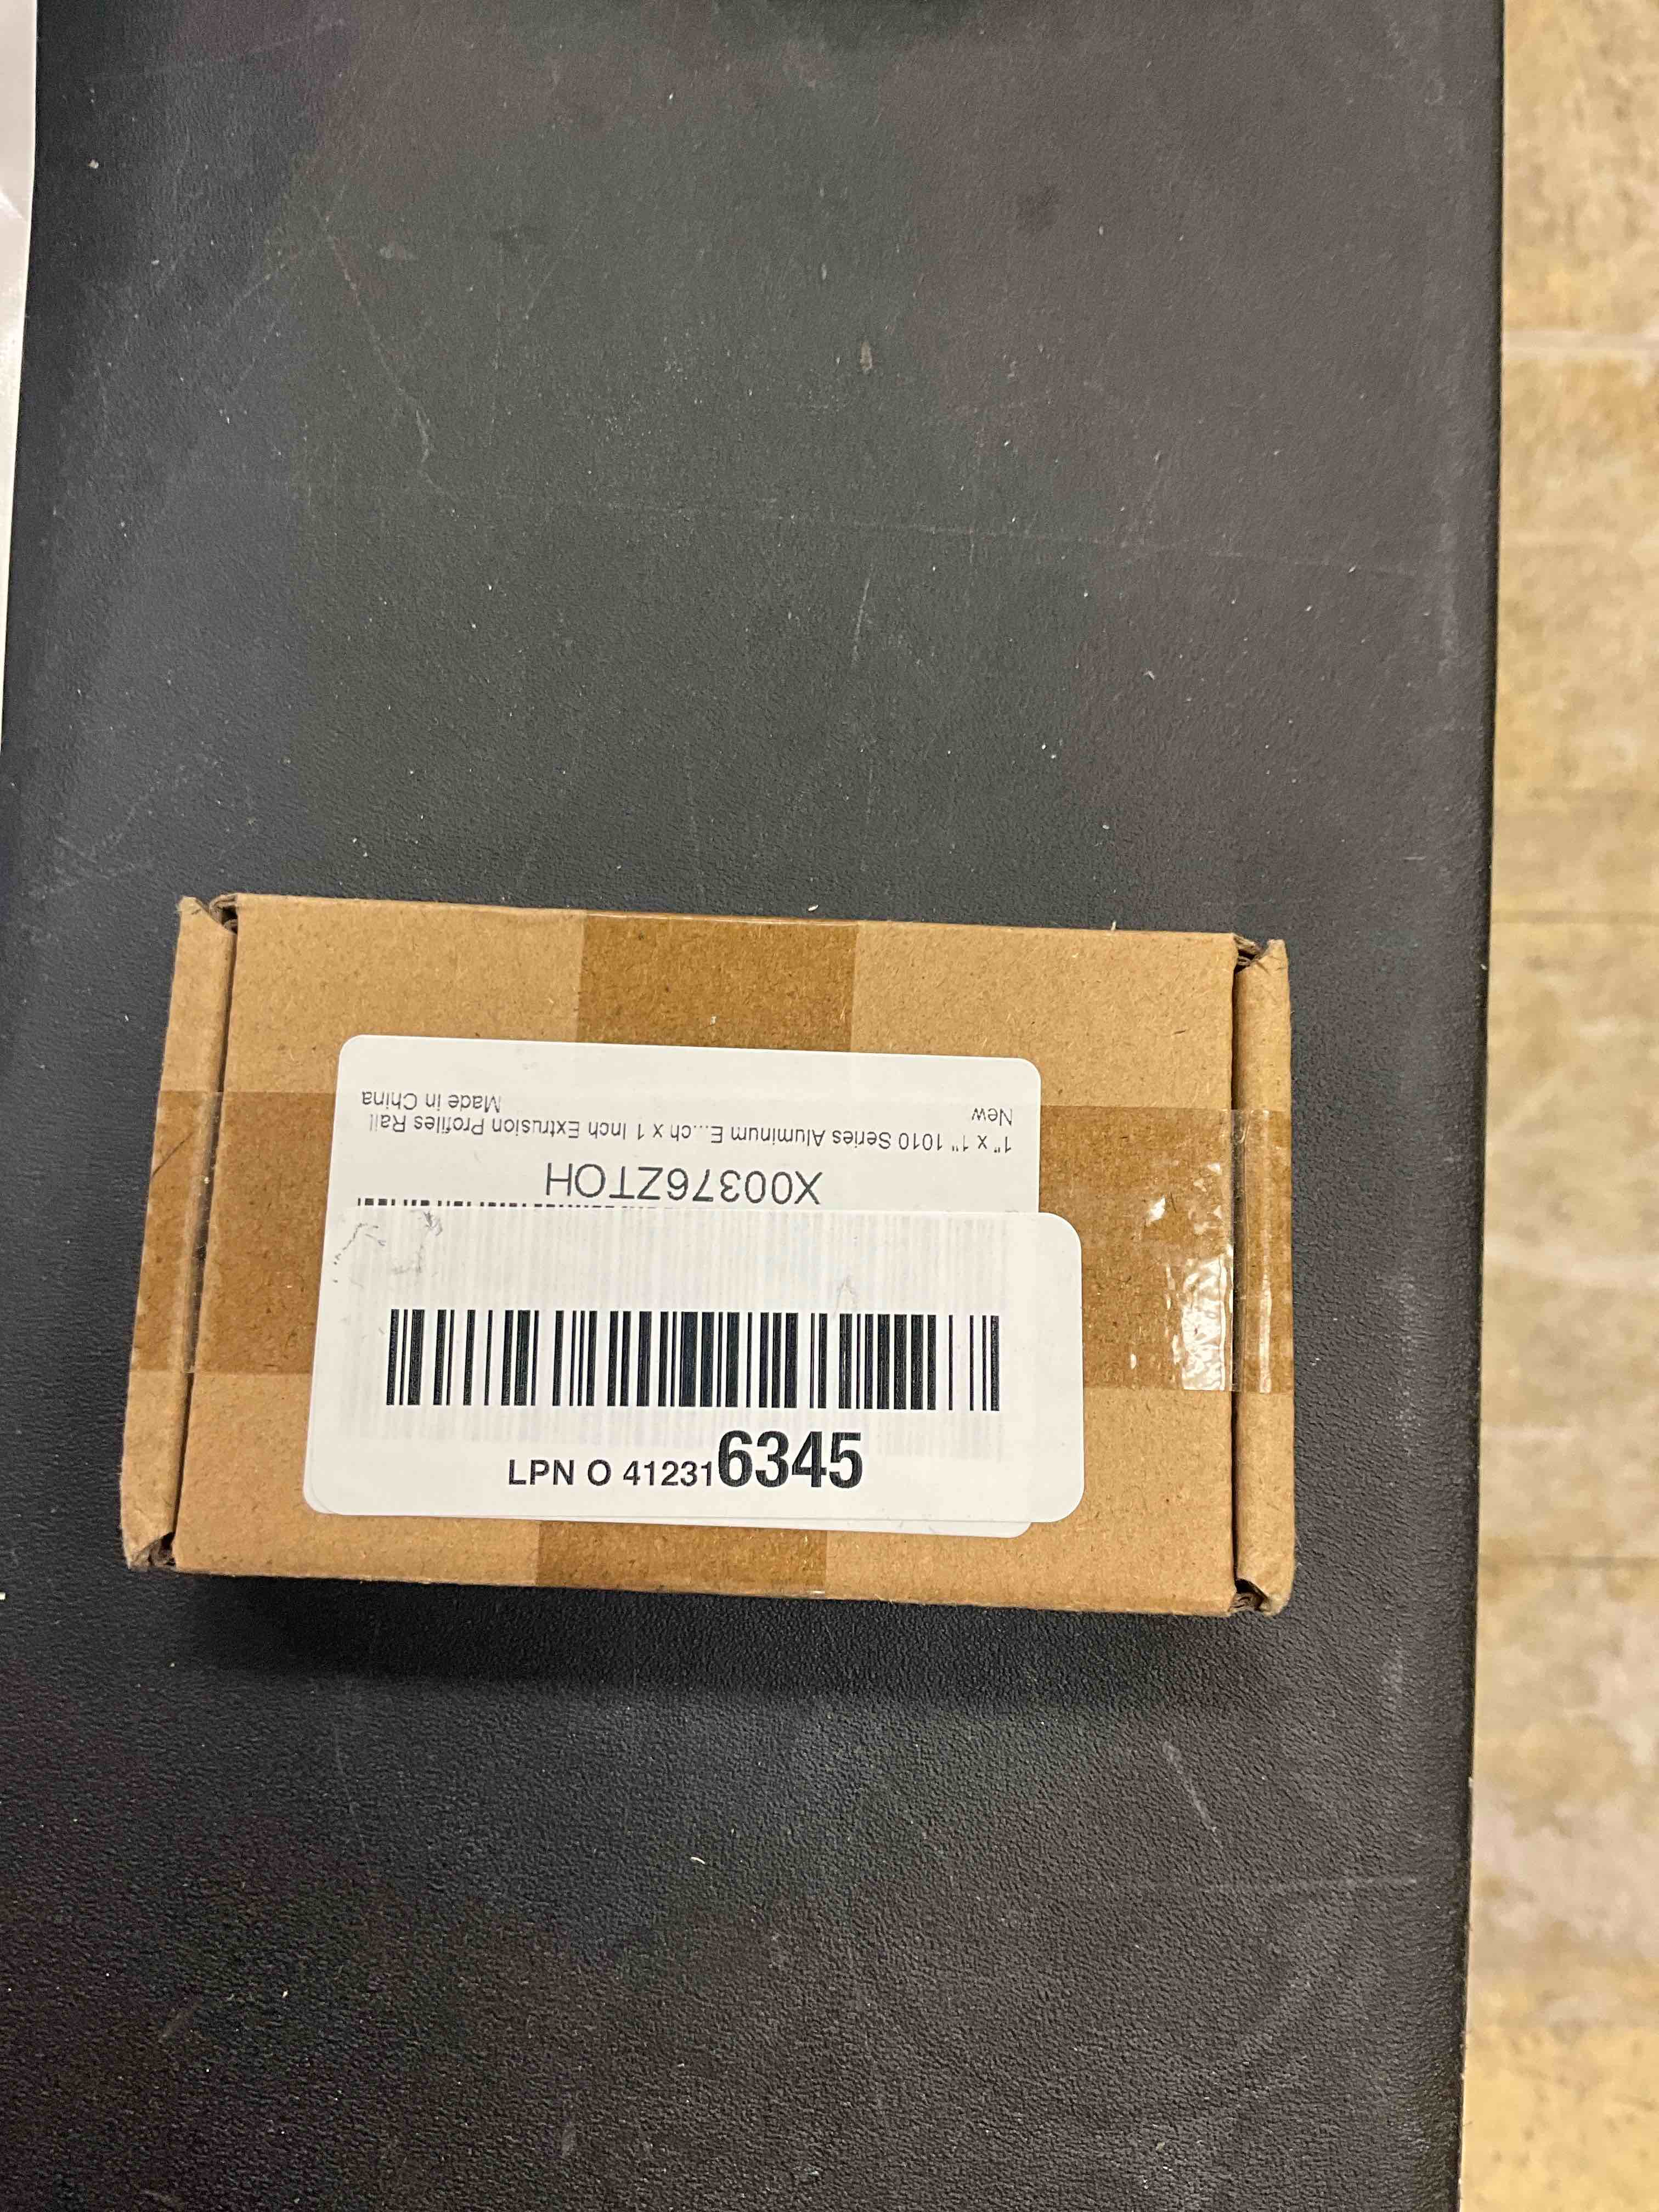 X00376ZTOH
1" x 1" 1010 Series Aluminum E...ch x 1 Inch Extrusion Profiles Rail
New
Made in China
LPN O 412316345